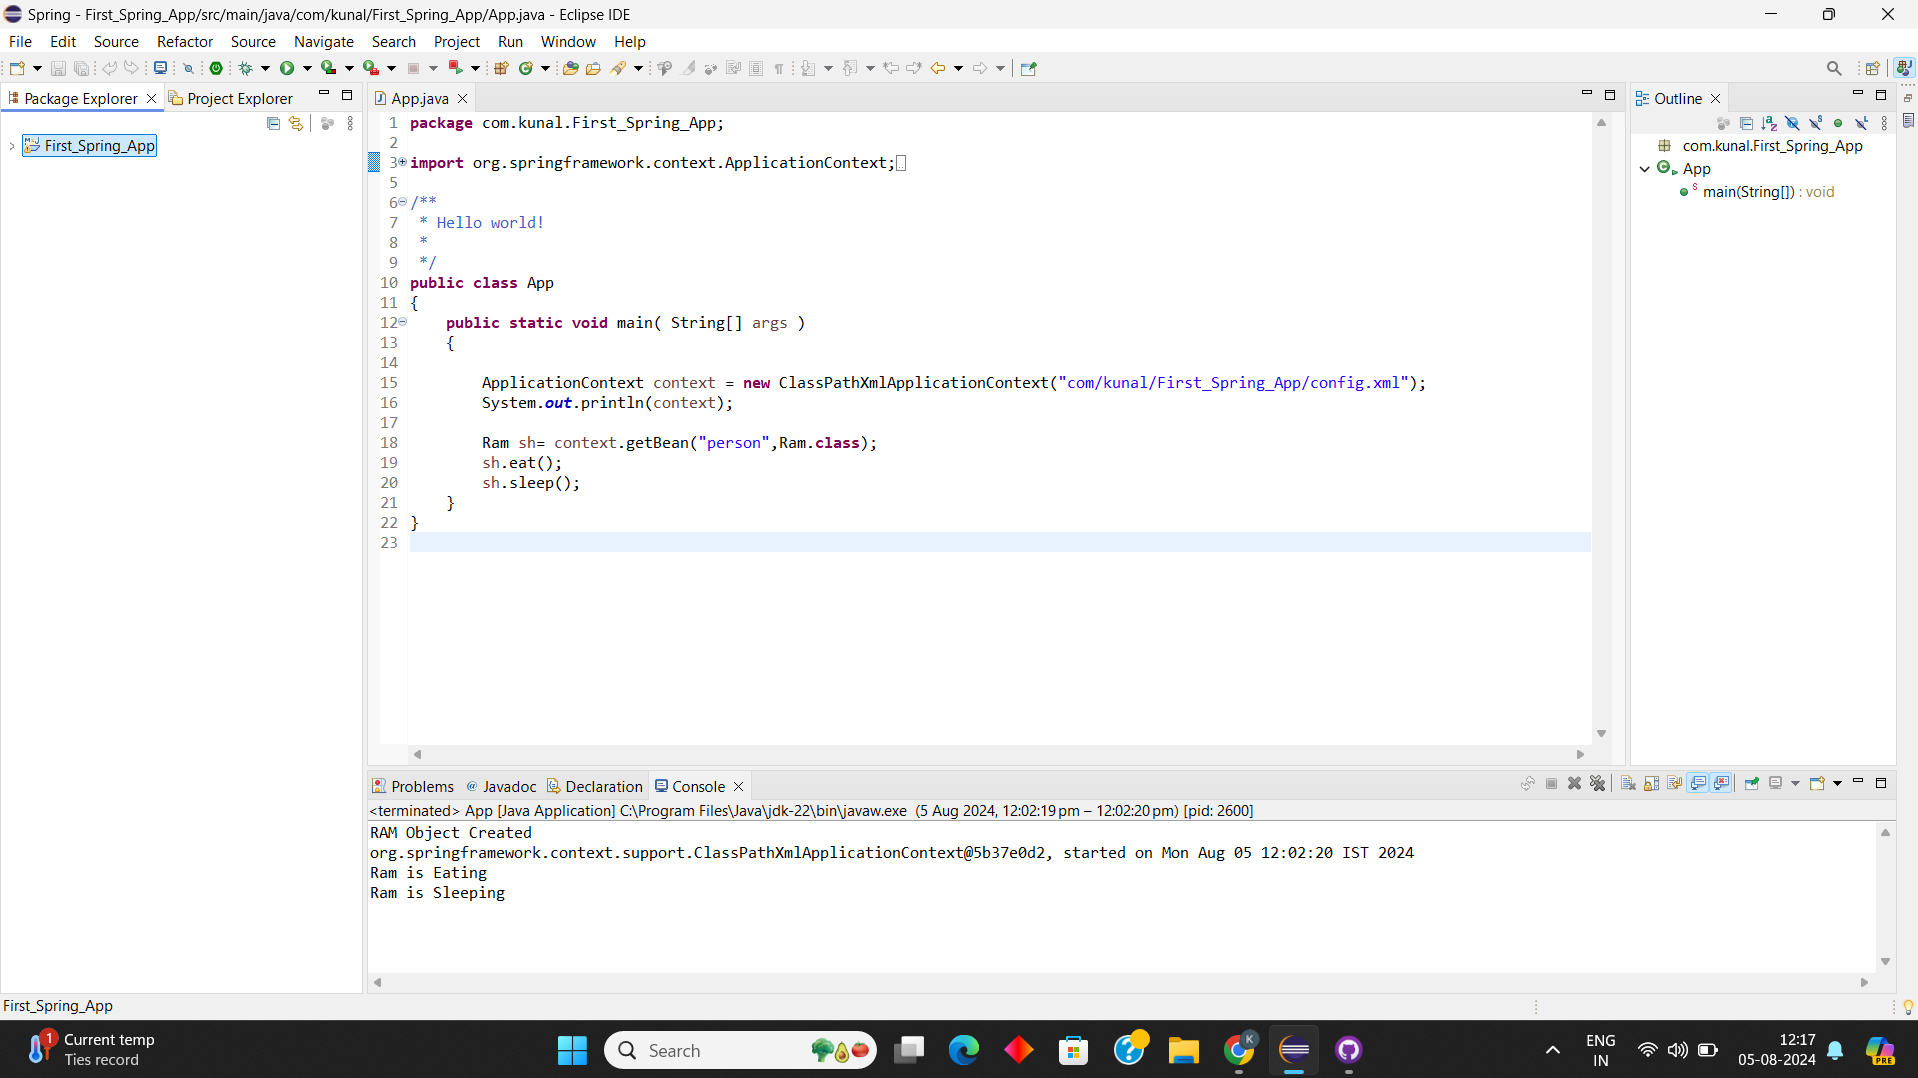 Spring - First_Spring_App/src/main/java/com/kunal/First_Spring_App/App.java - Eclipse IDE
File Edit Source Refactor Source Navigate Search Project Run Window Help
Package Explorer
Project Explorer
First_Spring_App
App.java
1 package com.kunal.First_Spring_App;
2
3 import org.springframework.context.ApplicationContext;
5
6 /**
7 * Hello world!
8 *
9 */
10 public class App
11 {
12 public static void main( String[] args )
13 {
14
15 ApplicationContext context = new ClassPathXmlApplicationContext("com/kunal/First_Spring_App/config.xml");
16 System.out.println(context);
17
18 Ram sh= context.getBean("person",Ram.class);
19 sh.eat();
20 sh.sleep();
21 }
22 }
23
Outline
com.kunal.First_Spring_App
App
main(String[]) : void
Problems @ Javadoc Declaration Console
<terminated> App [Java Application] C:\Program Files\Java\jdk-22\bin\javaw.exe (5 Aug 2024, 12:02:19 pm – 12:02:20 pm) [pid: 2600]
RAM Object Created
org.springframework.context.support.ClassPathXmlApplicationContext@5b37e0d2, started on Mon Aug 05 12:02:20 IST 2024
Ram is Eating
Ram is Sleeping
First_Spring_App
1
Current temp
Ties record
Search
K
ENG
IN
12:17
05-08-2024
PRE